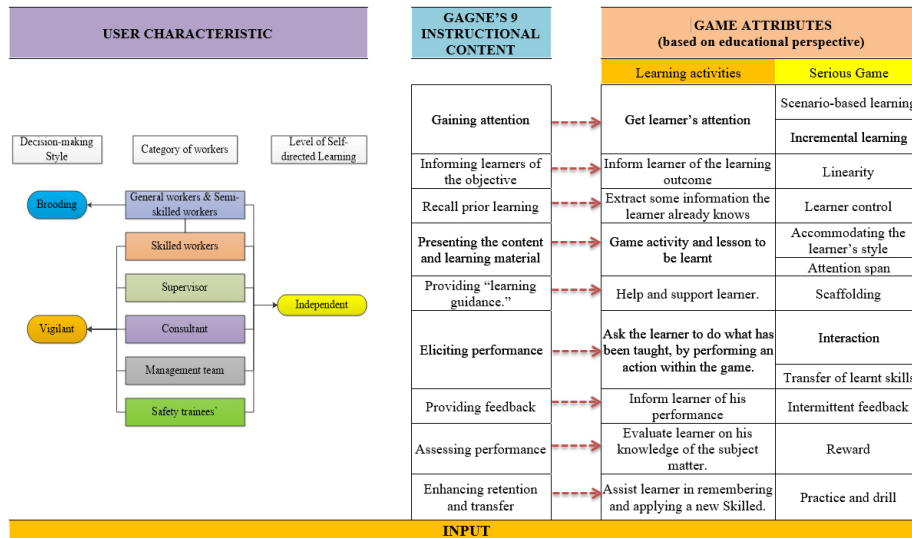 USER CHARACTERISTIC
GAGNE'S 9
INSTRUCTIONAL
CONTENT
GAME ATTRIBUTES
(based on educational perspective)
Learning activities
Serious Game
Decision-making
Style
Category of workers
Level of Self-
directed Learning
Brooding
General workers & Semi-
skilled workers
Skilled workers
Supervisor
Independent
Vigilant
Consultant
Management team
Safety trainees'
Gaining attention
Get learner's attention
Scenario-based learning
Incremental learning
Informing learners of
the objective
Inform learner of the learning
outcome
Linearity
Recall prior learning
Extract some information the
learner already knows
Learner control
Presenting the content
and learning material
Game activity and lesson to
be learnt
Accommodating the
learner's style
Attention span
Providing "learning
guidance."
Help and support learner.
Scaffolding
Eliciting performance
Ask the learner to do what has
been taught, by performing an
action within the game.
Interaction
Transfer of learnt skills
Providing feedback
Inform learner of his
performance
Intermittent feedback
Assessing performance
Evaluate learner on his
knowledge of the subject
matter.
Reward
Enhancing retention
and transfer
Assist learner in remembering
and applying a new Skilled.
Practice and drill
INPUT